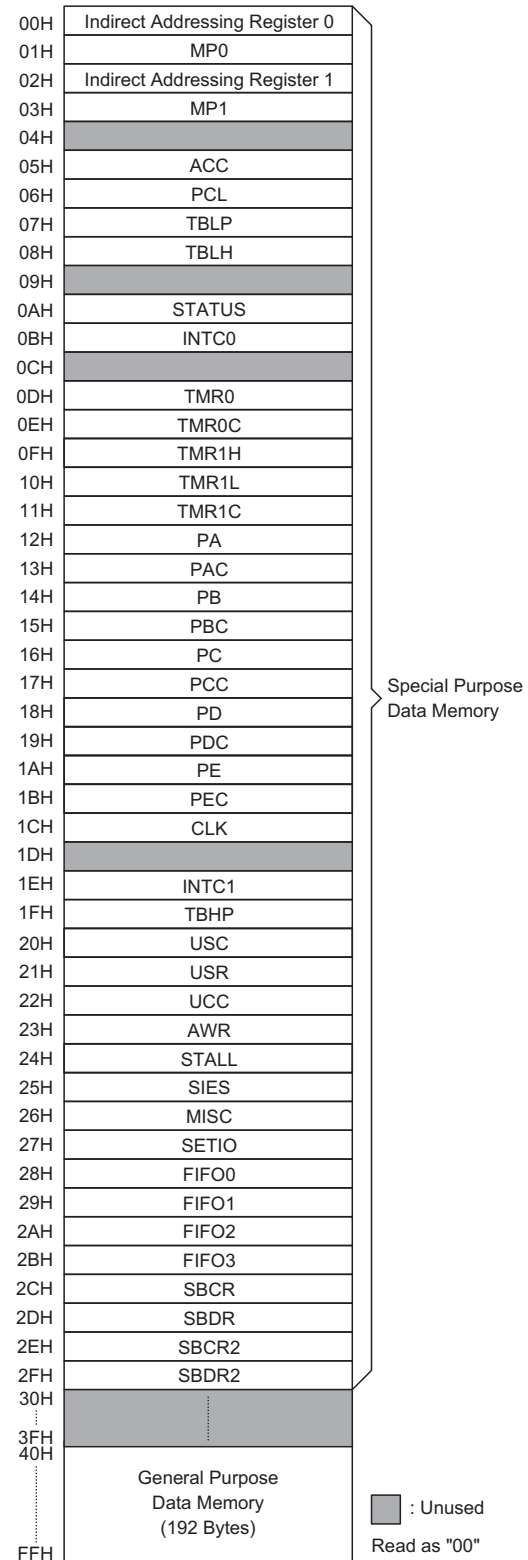 00H Indirect Addressing Register 0
01H MP0
02H Indirect Addressing Register 1
03H MP1
04H
05H ACC
06H PCL
07H TBLP
08H TBLH
09H
0AH STATUS
0BH INTC0
0CH
0DH TMR0
0EH TMR0C
0FH TMR1H
10H TMR1L
11H TMR1C
12H PA
13H PAC
14H PB
15H PBC
16H PC
17H PCC
18H PD
19H PDC
1AH PE
1BH PEC
1CH CLK
1DH
1EH INTC1
1FH TBHP
20H USC
21H USR
22H UCC
23H AWR
24H STALL
25H SIES
26H MISC
27H SETIO
28H FIFO0
29H FIFO1
2AH FIFO2
2BH FIFO3
2CH SBCR
2DH SBDR
2EH SBCR2
2FH SBDR2
30H
3FH
40H
General Purpose
Data Memory
(192 Bytes)
FFH
Special Purpose
Data Memory
: Unused
Read as "00"